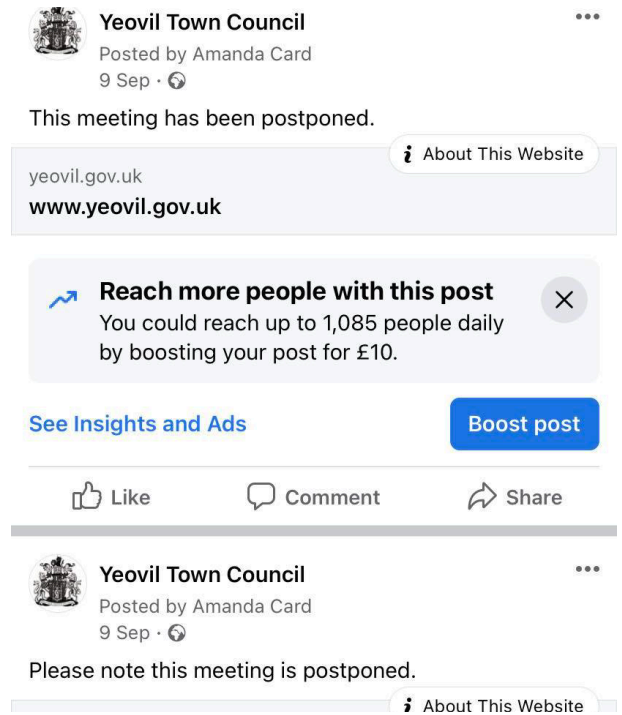 Yeovil Town Council
Posted by Amanda Card
9 Sep ·
This meeting has been postponed.
i About This Website
yeovil.gov.uk
www.yeovil.gov.uk
Reach more people with this post
You could reach up to 1,085 people daily
by boosting your post for £10.
See Insights and Ads
Boost post
Like
Comment
Share
Yeovil Town Council
Posted by Amanda Card
9 Sep ·
Please note this meeting is postponed.
i About This Website